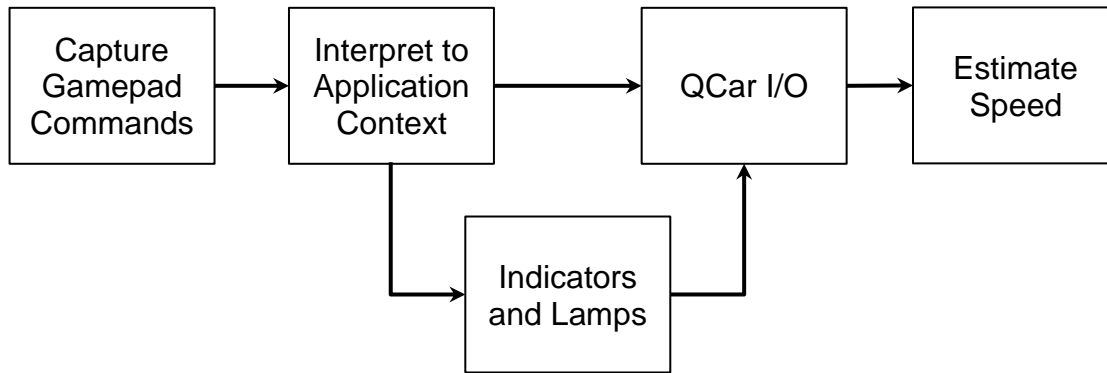 Capture
Gamepad
Commands
Interpret to
Application
Context
QCar I/O
Estimate
Speed
Indicators
and Lamps